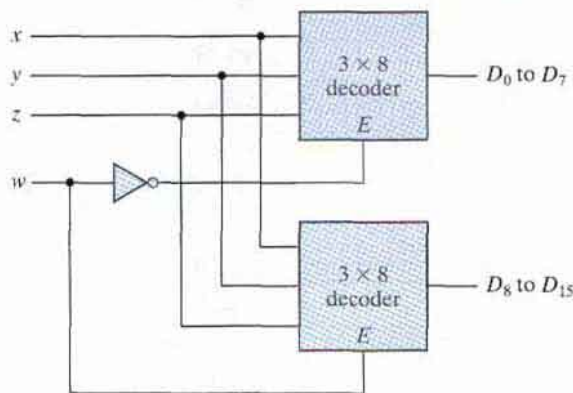 x
y
z
w
3 × 8
decoder
E
D₀ to D₇
3 × 8
decoder
E
D₈ to D₁₅